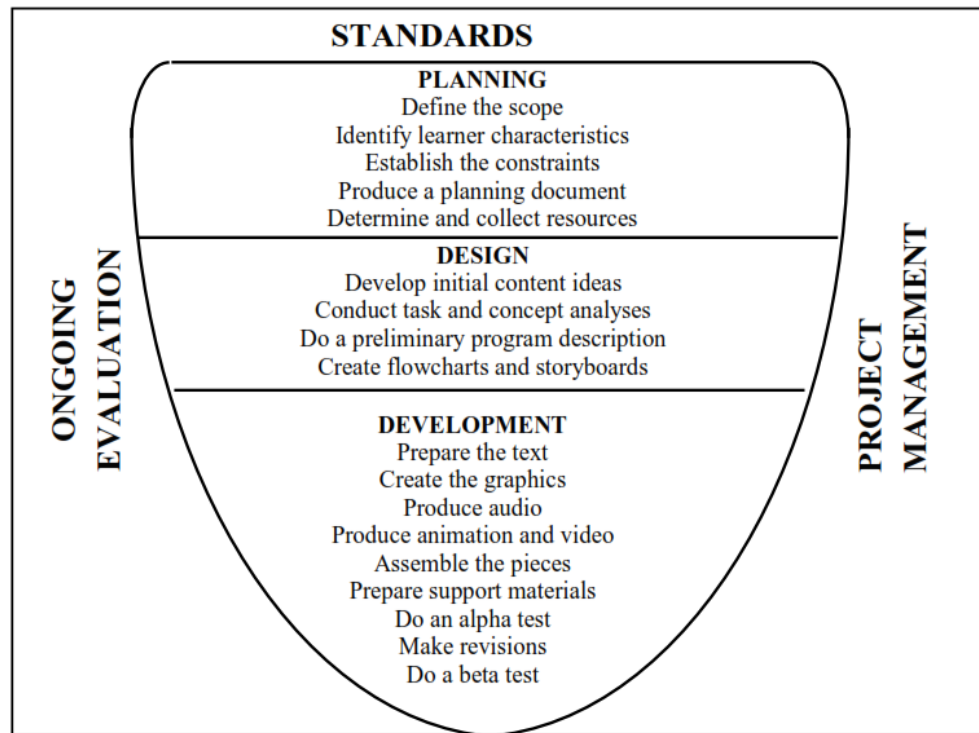 STANDARDS
PLANNING
Define the scope
Identify learner characteristics
Establish the constraints
Produce a planning document
Determine and collect resources
DESIGN
Develop initial content ideas
Conduct task and concept analyses
Do a preliminary program description
Create flowcharts and storyboards
DEVELOPMENT
Prepare the text
Create the graphics
Produce audio
Produce animation and video
Assemble the pieces
Prepare support materials
Do an alpha test
Make revisions
Do a beta test
ONGOING
EVALUATION
PROJECT
MANAGEMENT